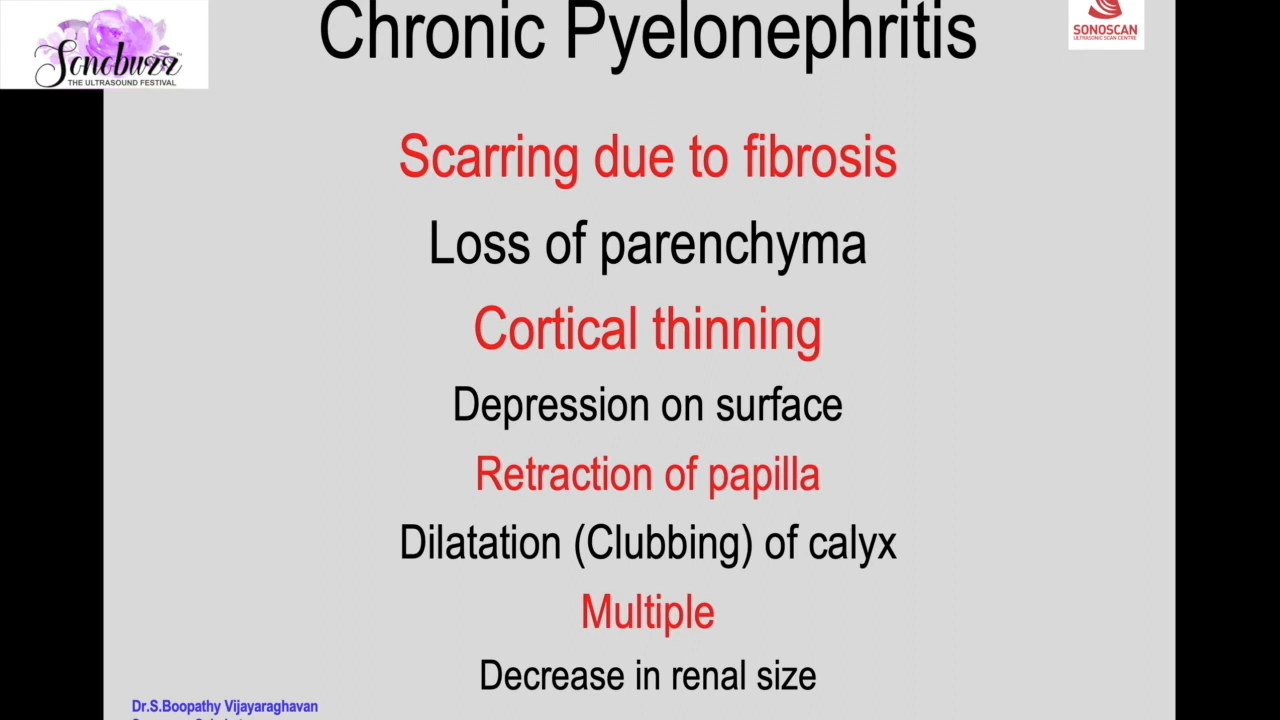 Chronic Pyelonephritis
Sonobuzz
THE ULTRASOUND FESTIVAL
SONOSCAN
ULTRASONIC SCAN CENTRE
Scarring due to fibrosis
Loss of parenchyma
Cortical thinning
Depression on surface
Retraction of papilla
Dilatation (Clubbing) of calyx
Multiple
Decrease in renal size
Dr.S.Boopathy Vijayaraghavan